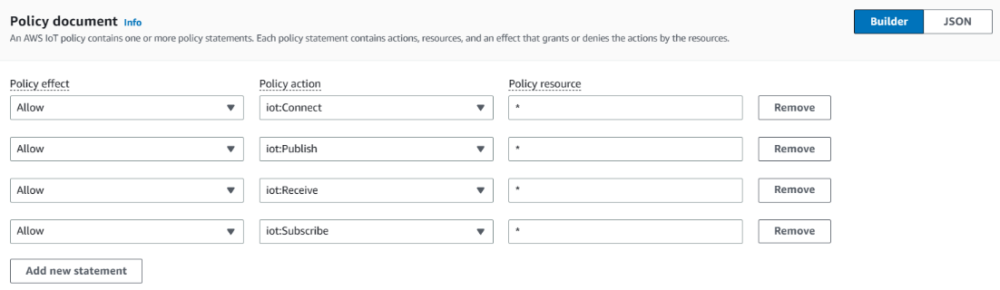 Policy document Info
Builder JSON
An AWS IoT policy contains one or more policy statements. Each policy statement contains actions, resources, and an effect that grants or denies the actions by the resources.
Policy effect Policy action Policy resource
Allow iot:Connect * Remove
Allow iot:Publish * Remove
Allow iot:Receive * Remove
Allow iot:Subscribe * Remove
Add new statement